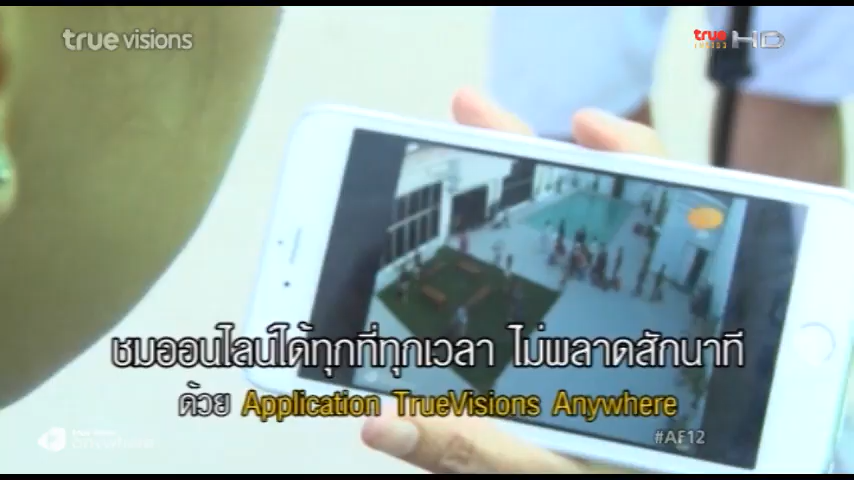 true visions
true
HD
ชมออนไลน์ได้ทุกที่ทุกเวลา ไม่พลาดสักนาที
ด้วย Application TrueVisions Anywhere
#AF12
anywhere